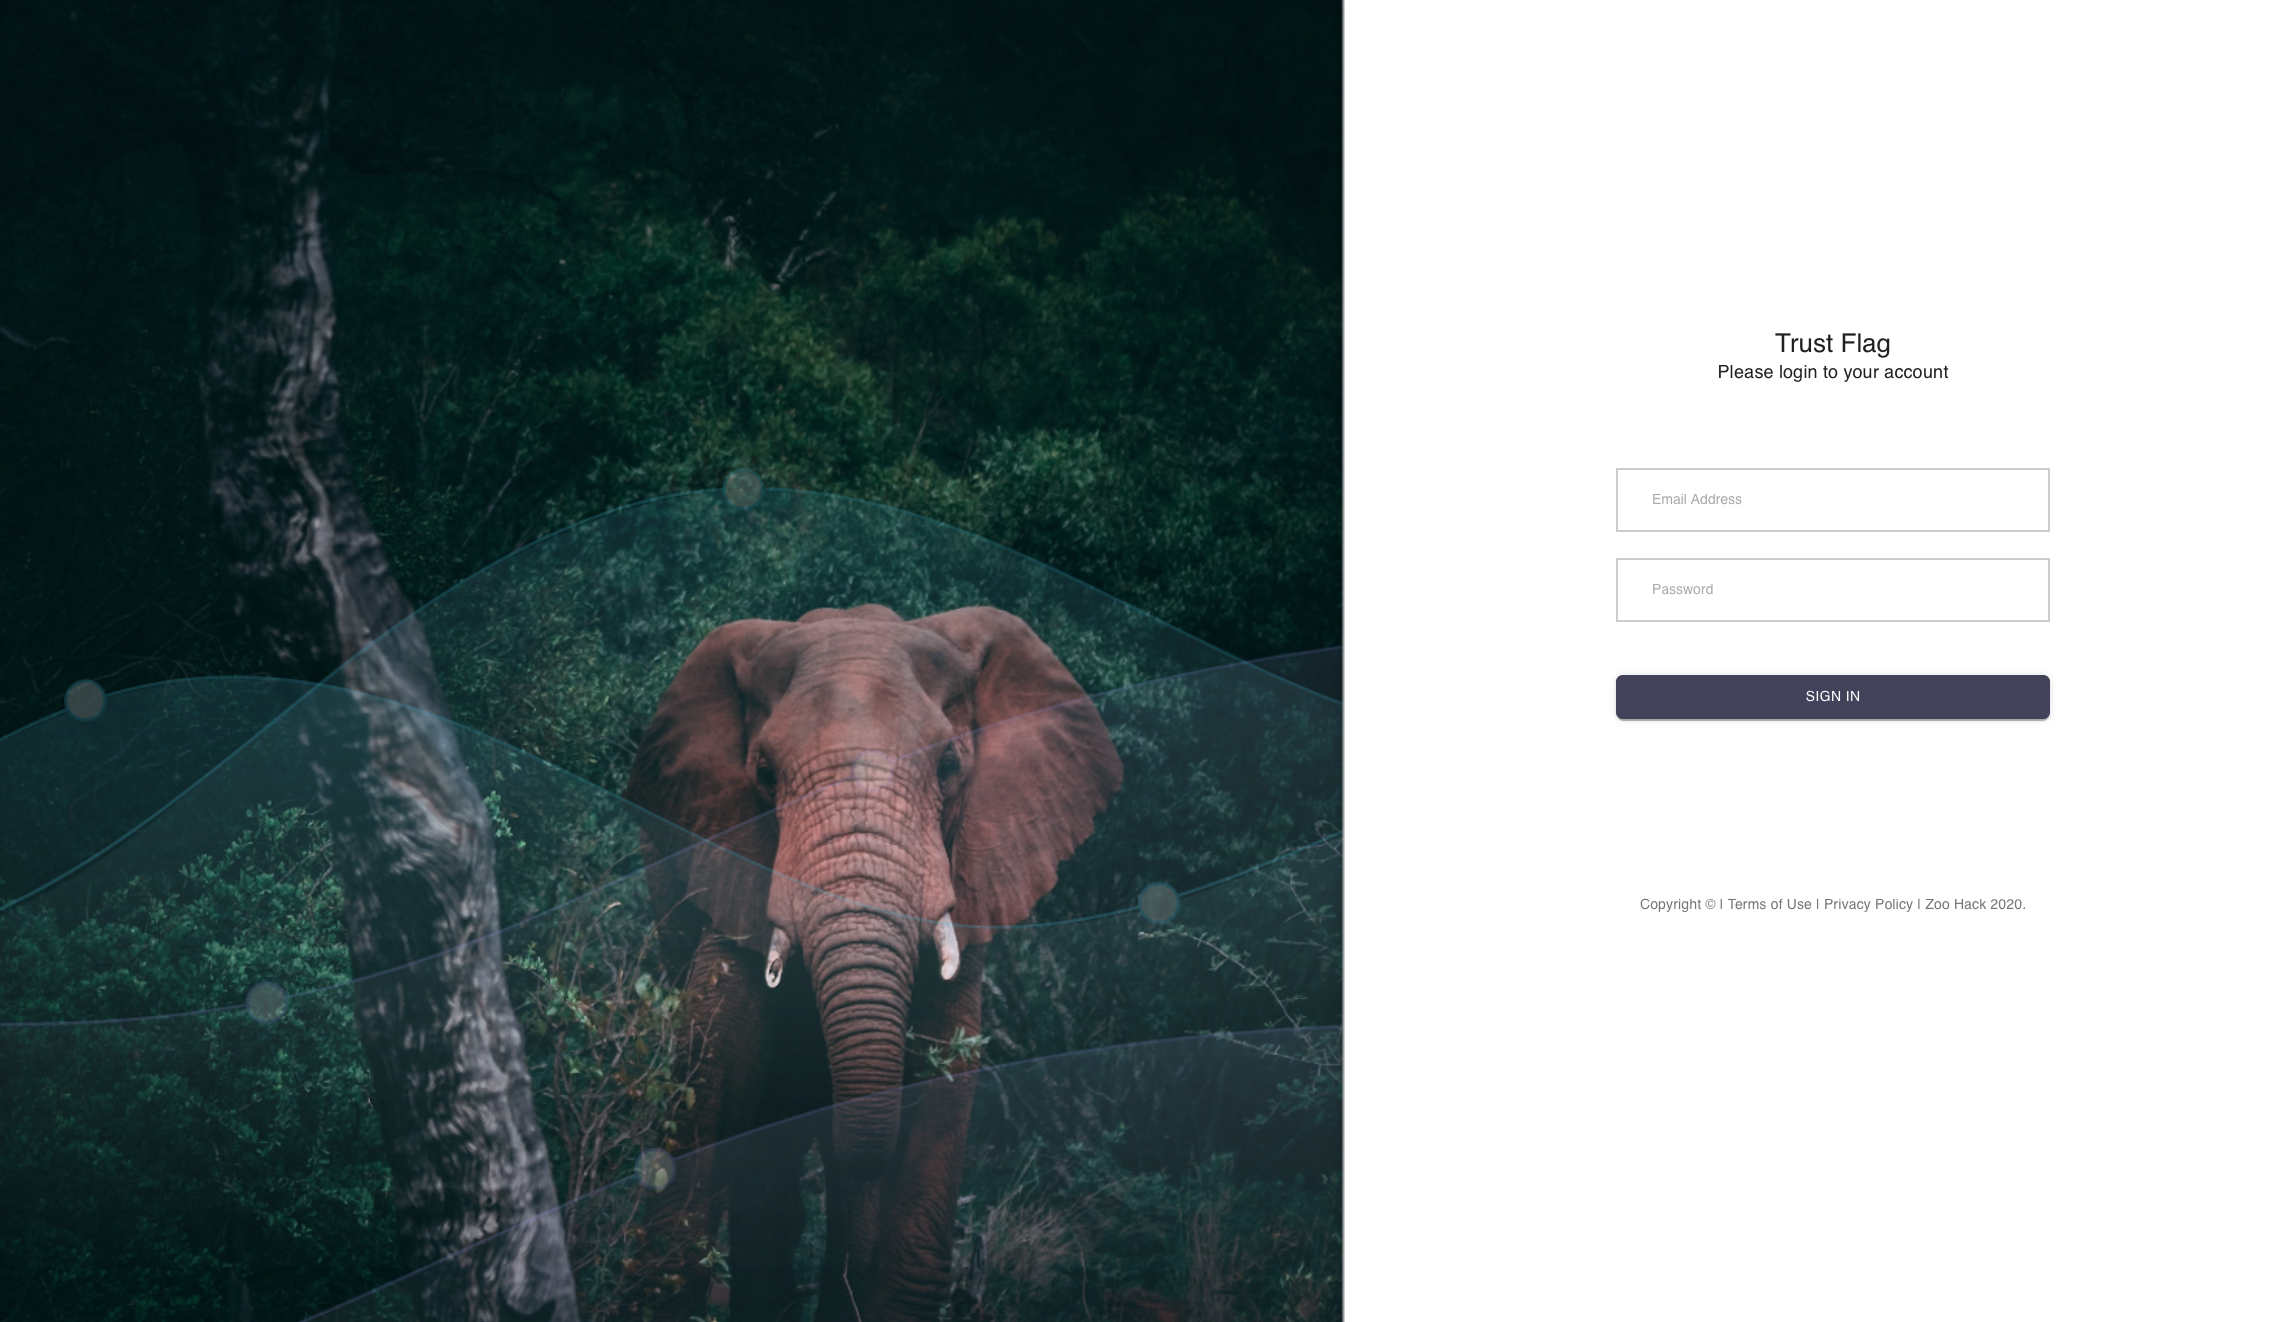 Trust Flag
Please login to your account
Email Address
Password
SIGN IN
Copyright © | Terms of Use | Privacy Policy | Zoo Hack 2020.